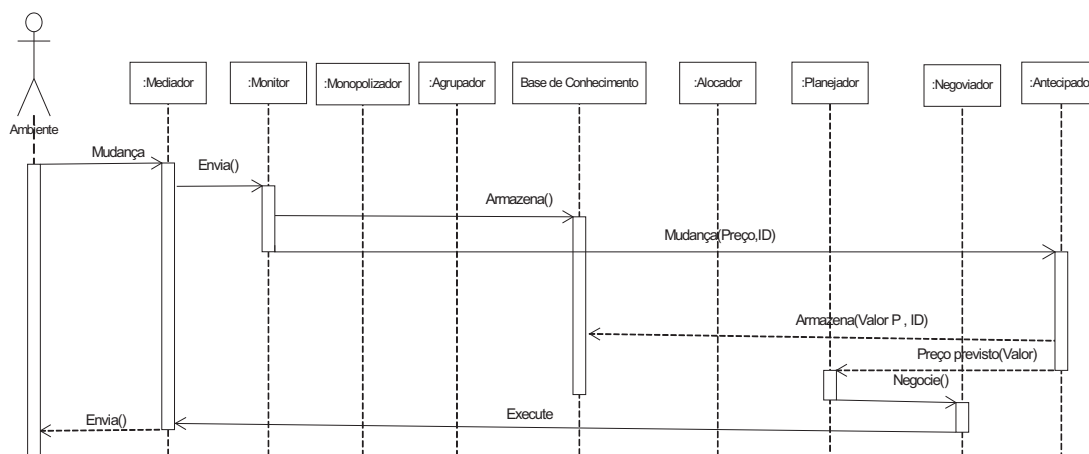 :Mediador
:Monitor
:Monopolizador
:Agrupador
Base de Conhecimento
:Alocador
:Planejador
:Negoviador
:Antecipador
Ambiente
Mudança
Envia()
Armazena()
Mudança(Preço,ID)
Armazena(Valor P , ID)
Preço previsto(Valor)
Negocie()
Execute
Envia()